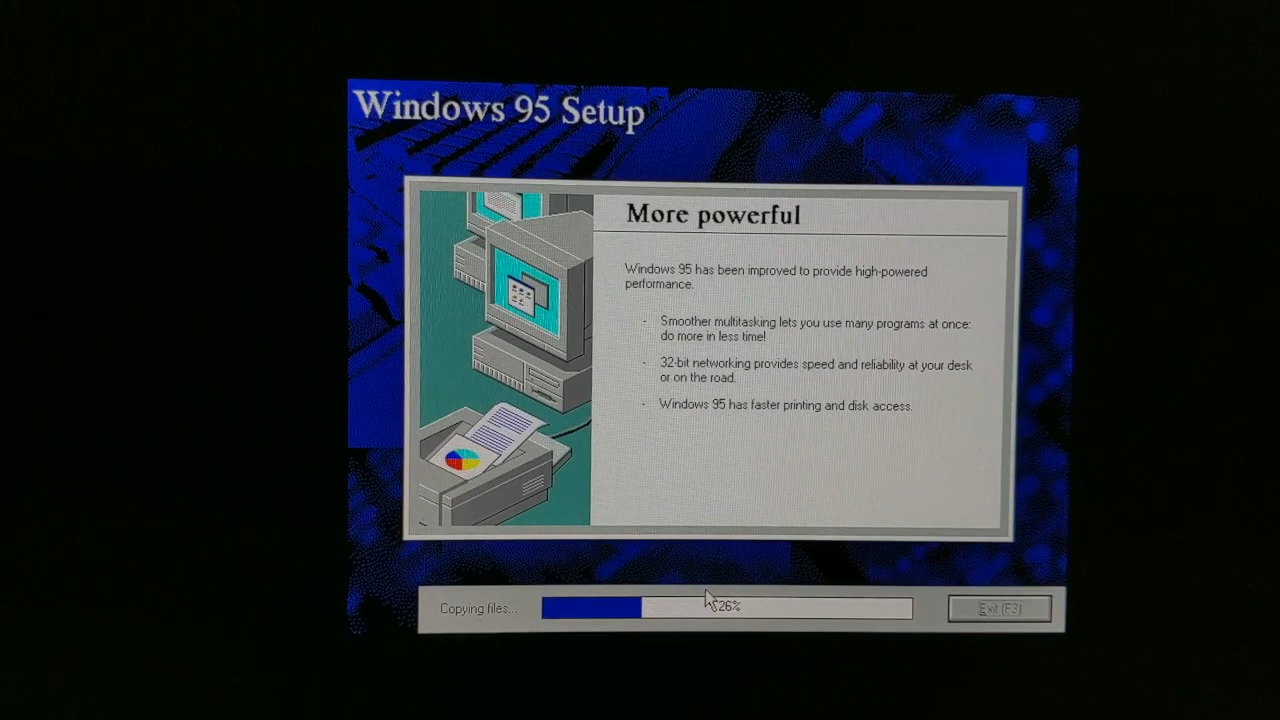 Windows 95 Setup
More powerful
Windows 95 has been improved to provide high-powered
performance.
- Smoother multitasking lets you use many programs at once:
do more in less time!
- 32-bit networking provides speed and reliability at your desk
or on the road.
- Windows 95 has faster printing and disk access.
Copying files... 26% Exit (F3)